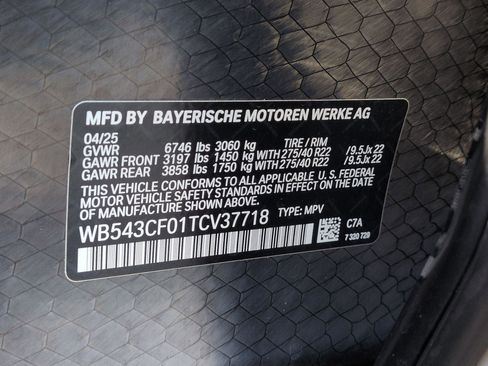 MFD BY BAYERISCHE MOTOREN WERKE AG
04/25 TIRE / RIM
GVWR 6746 lbs 3060 kg
GAWR FRONT 3197 lbs 1450 kg WITH 275/40 R22 /9.5Jx22
GAWR REAR 3858 lbs 1750 kg WITH 275/40 R22 /9.5Jx22
THIS VEHICLE CONFORMS TO ALL APPLICABLE U.S. FEDERAL
MOTOR VEHICLE SAFETY STANDARDS IN EFFECT ON THE
DATE OF MANUFACTURE SHOWN ABOVE.
WB543CF01TCV37718 TYPE: MPV
C7A
7 320 720